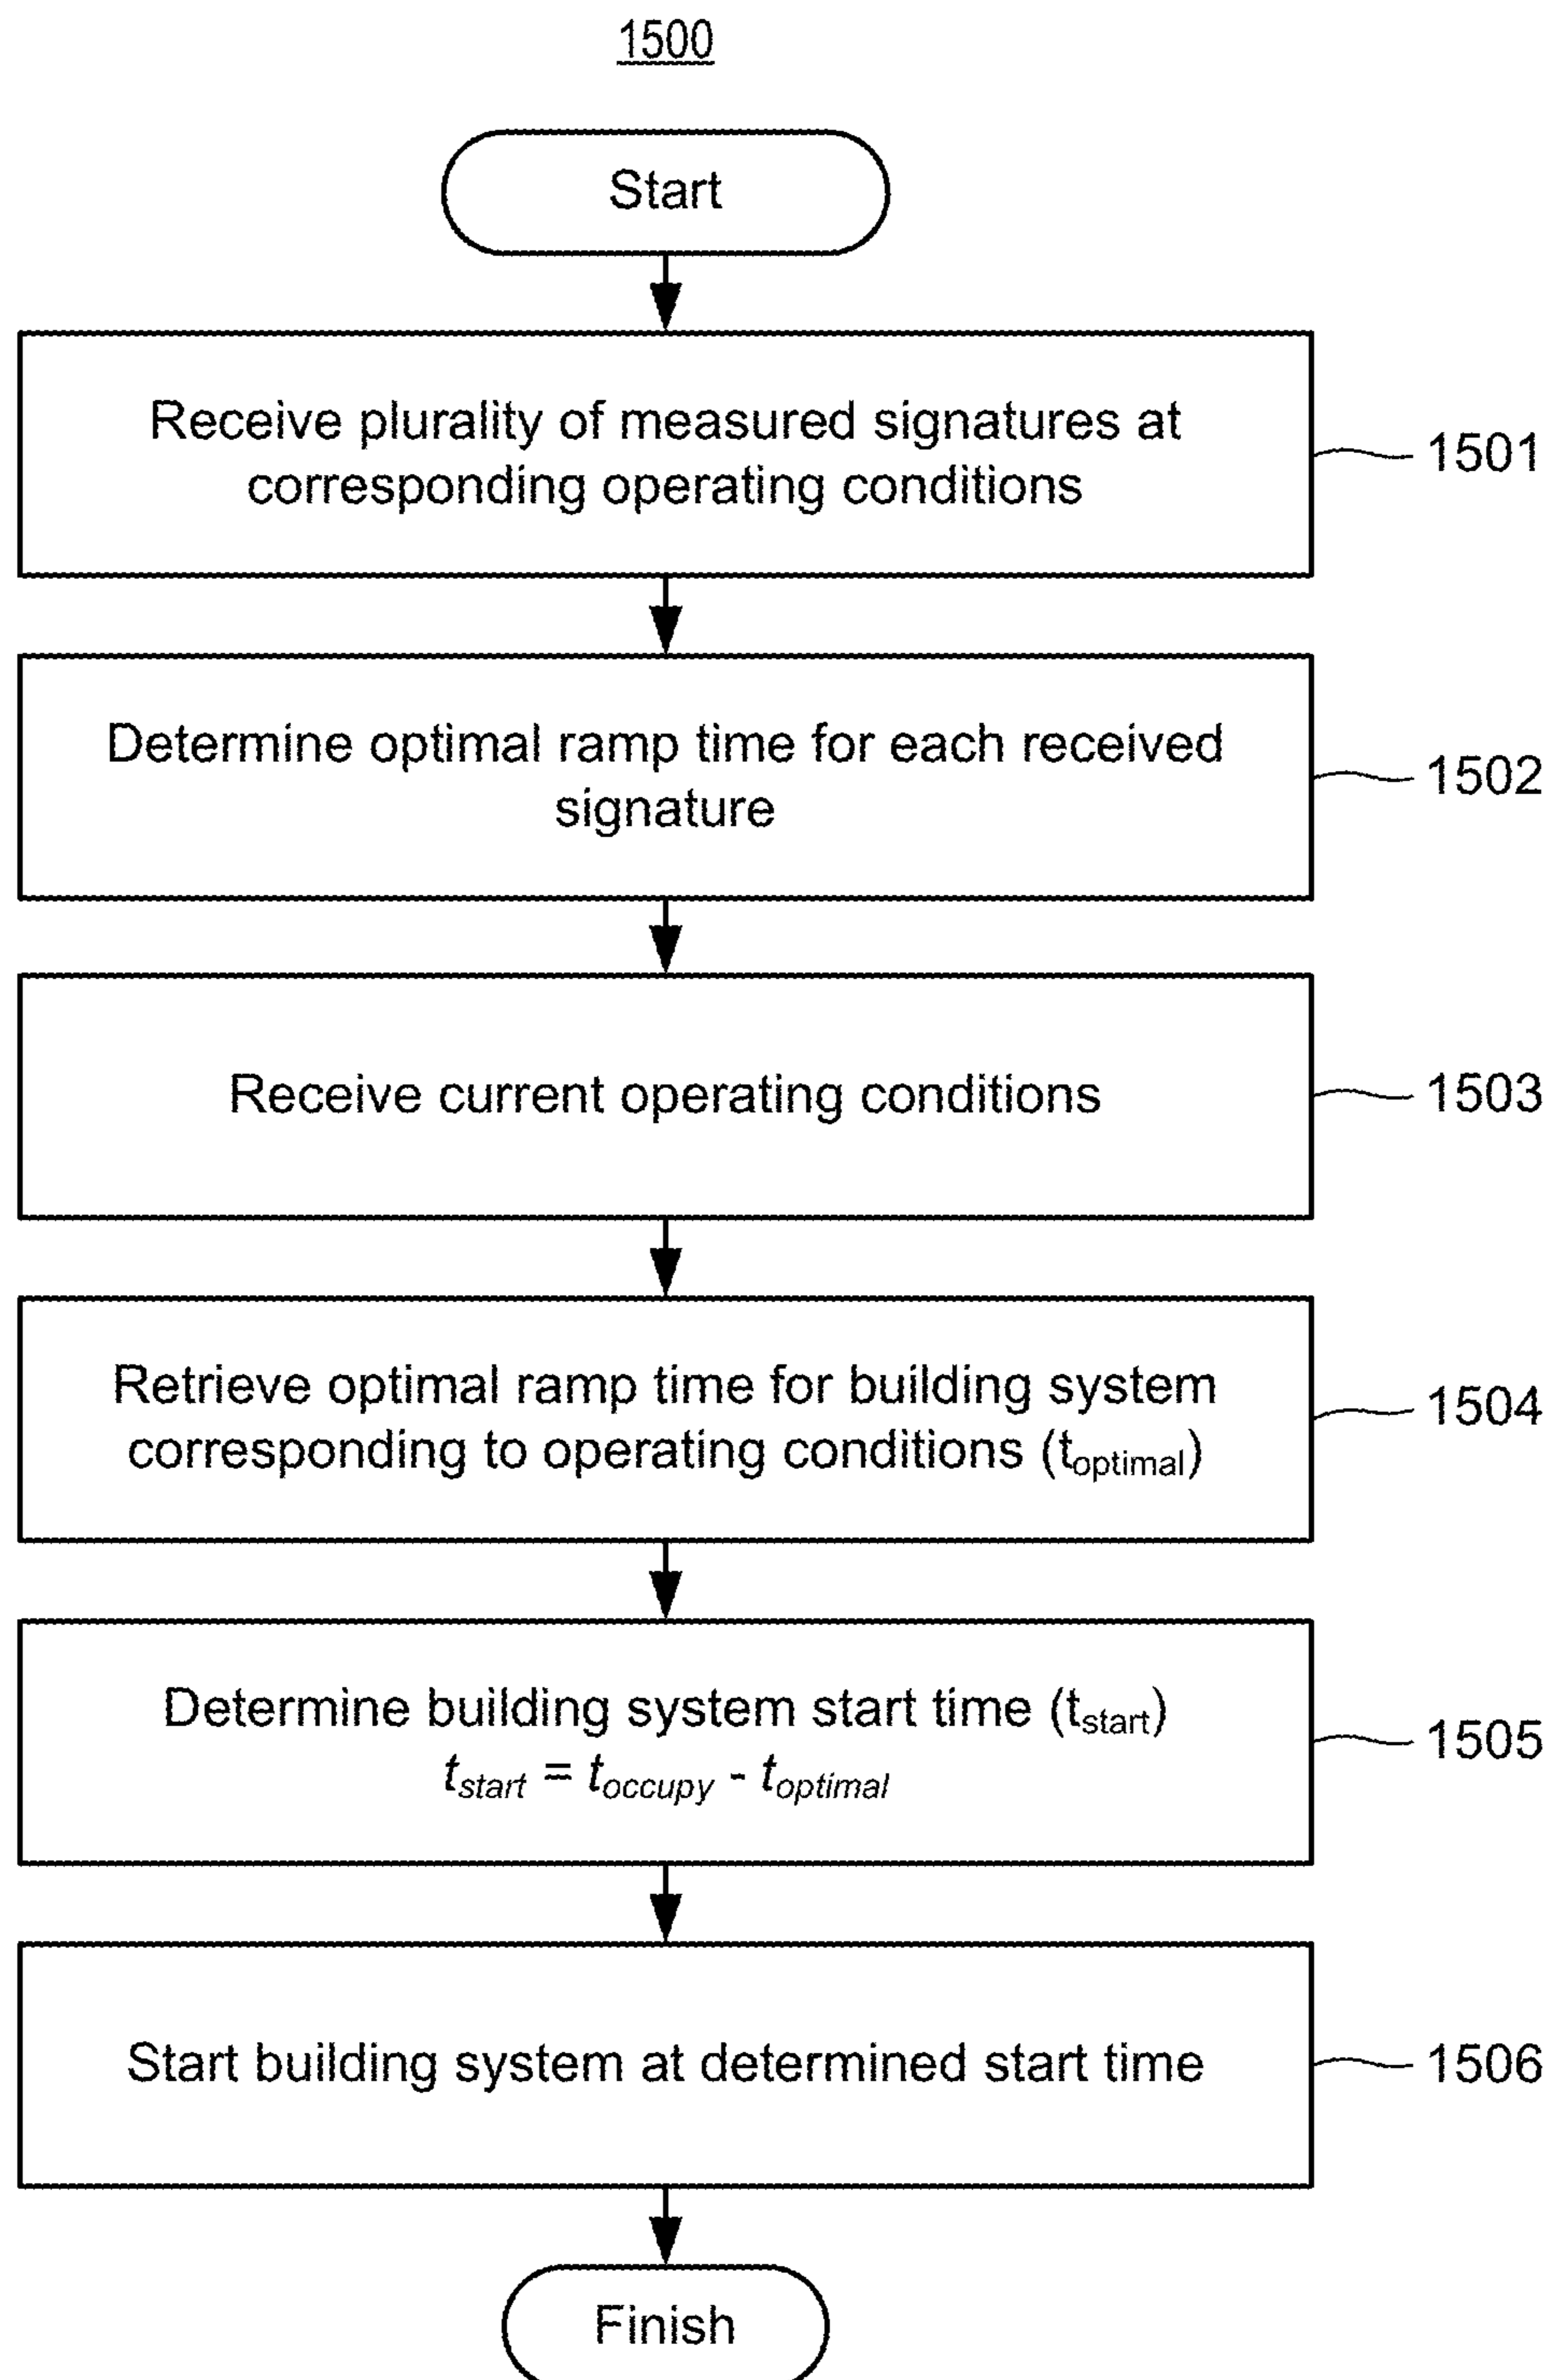 1500
Start
Receive plurality of measured signatures at
corresponding operating conditions
1501
Determine optimal ramp time for each received
signature
1502
Receive current operating conditions
1503
Retrieve optimal ramp time for building system
corresponding to operating conditions (toptimal)
1504
Determine building system start time (tstart)
tstart = toccupy - toptimal
1505
Start building system at determined start time
1506
Finish